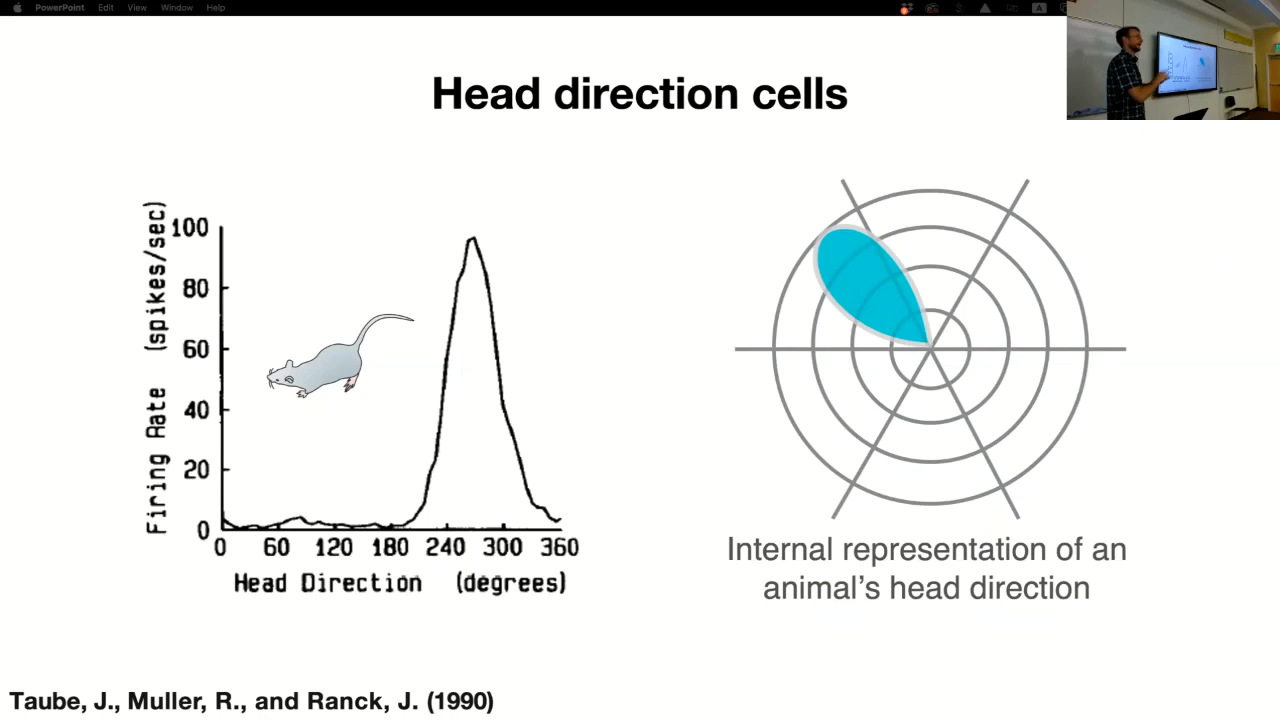 PowerPoint Edit View Window Help
Head direction cells
Firing Rate (spikes/sec)
100
80
60
40
20
0
0 60 120 180 240 300 360
Head Direction (degrees)
Internal representation of an
animal's head direction
Taube, J., Muller, R., and Ranck, J. (1990)